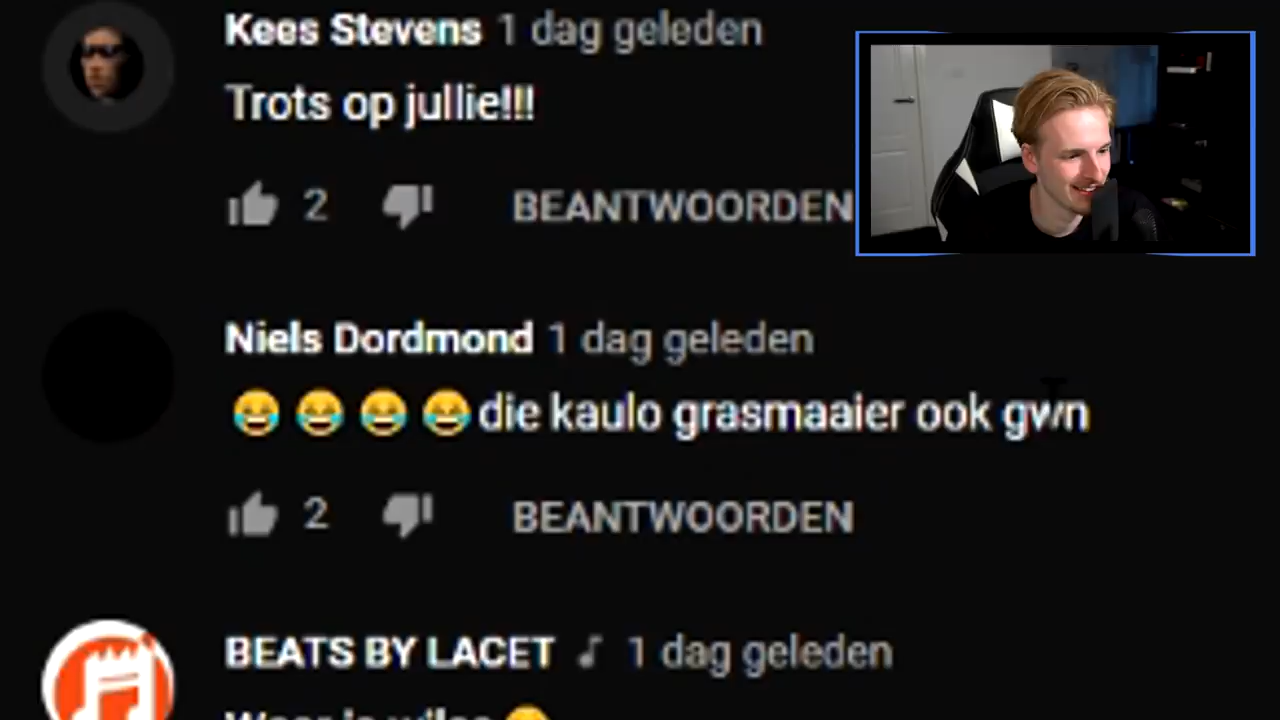 Kees Stevens 1 dag geleden
Trots op jullie!!!
2 BEANTWOORDEN
Niels Dordmond 1 dag geleden
😂 😂 😂 😂 die kaulo grasmaaier ook gwn
2 BEANTWOORDEN
BEATS BY LACET ♪ 1 dag geleden